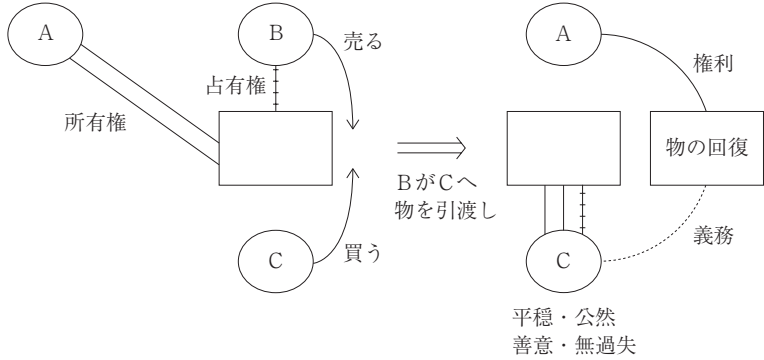 A
B
売る
占有権
所有権
C
買う
BがCへ
物を引渡し
A
権利
物の回復
義務
C
平穏・公然
善意・無過失